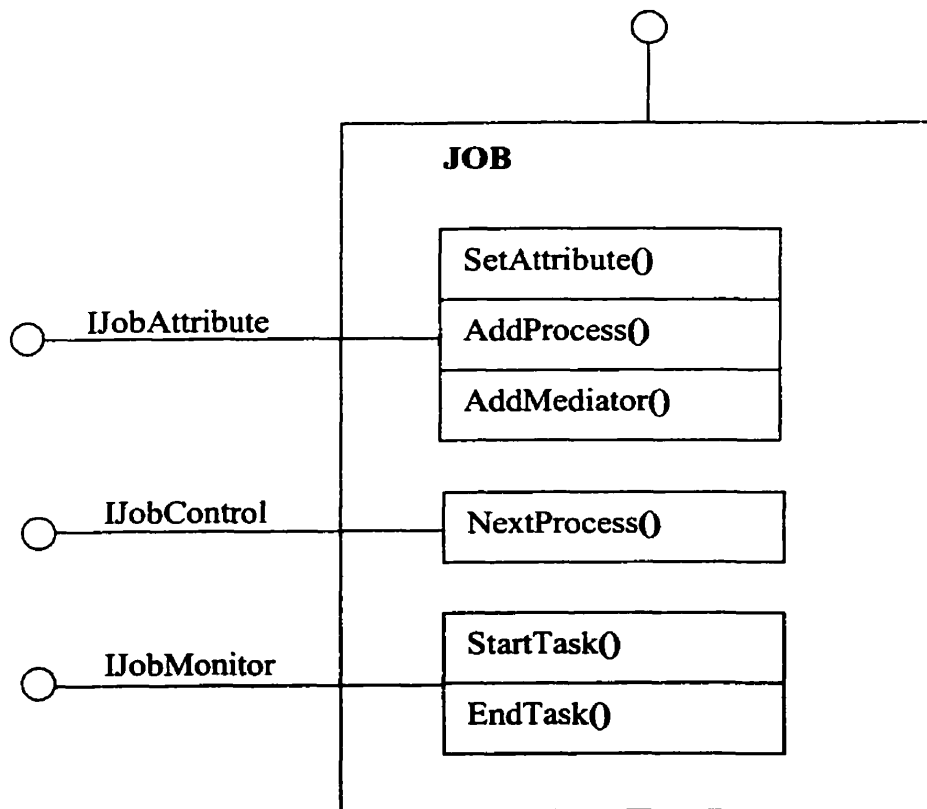 JOB
SetAttribute()
IJobAttribute
AddProcess()
AddMediator()
IJobControl
NextProcess()
IJobMonitor
StartTask()
EndTask()